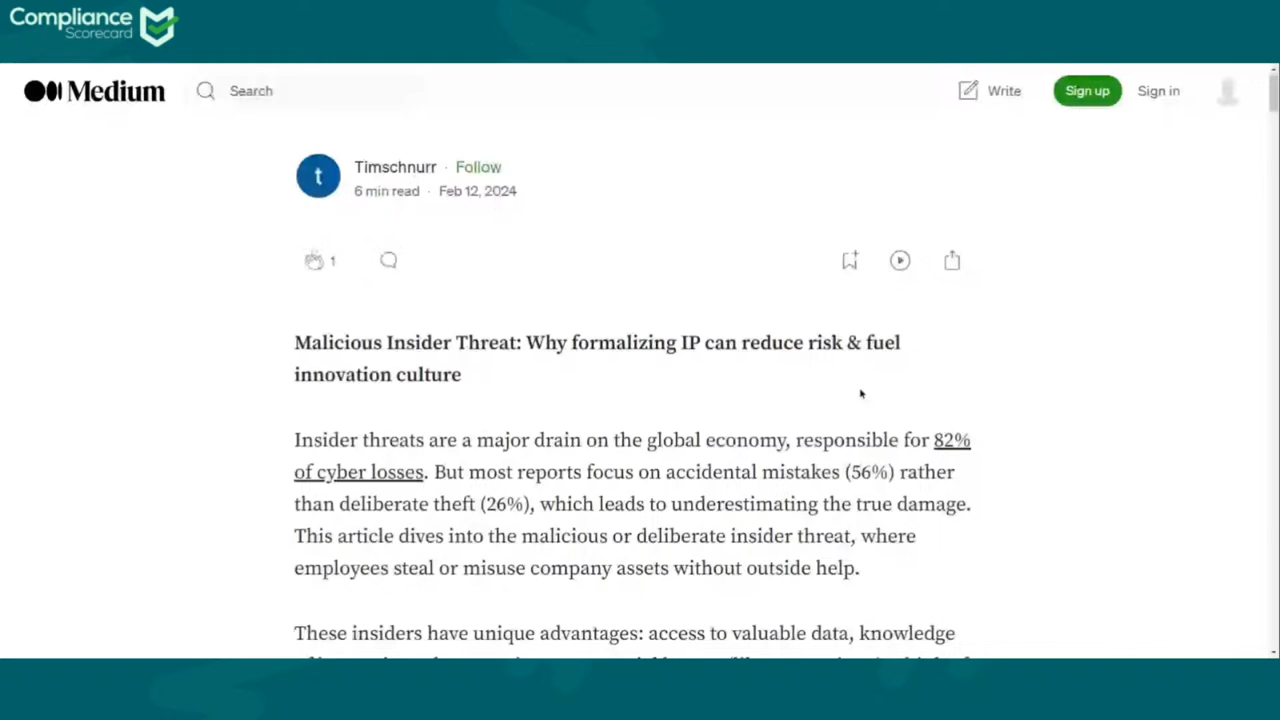 Compliance
Scorecard
Medium
Search
Write
Sign up
Sign in
t
Timschnurr · Follow
6 min read · Feb 12, 2024
1
Malicious Insider Threat: Why formalizing IP can reduce risk & fuel
innovation culture
Insider threats are a major drain on the global economy, responsible for 82%
of cyber losses. But most reports focus on accidental mistakes (56%) rather
than deliberate theft (26%), which leads to underestimating the true damage.
This article dives into the malicious or deliberate insider threat, where
employees steal or misuse company assets without outside help.
These insiders have unique advantages: access to valuable data, knowledge